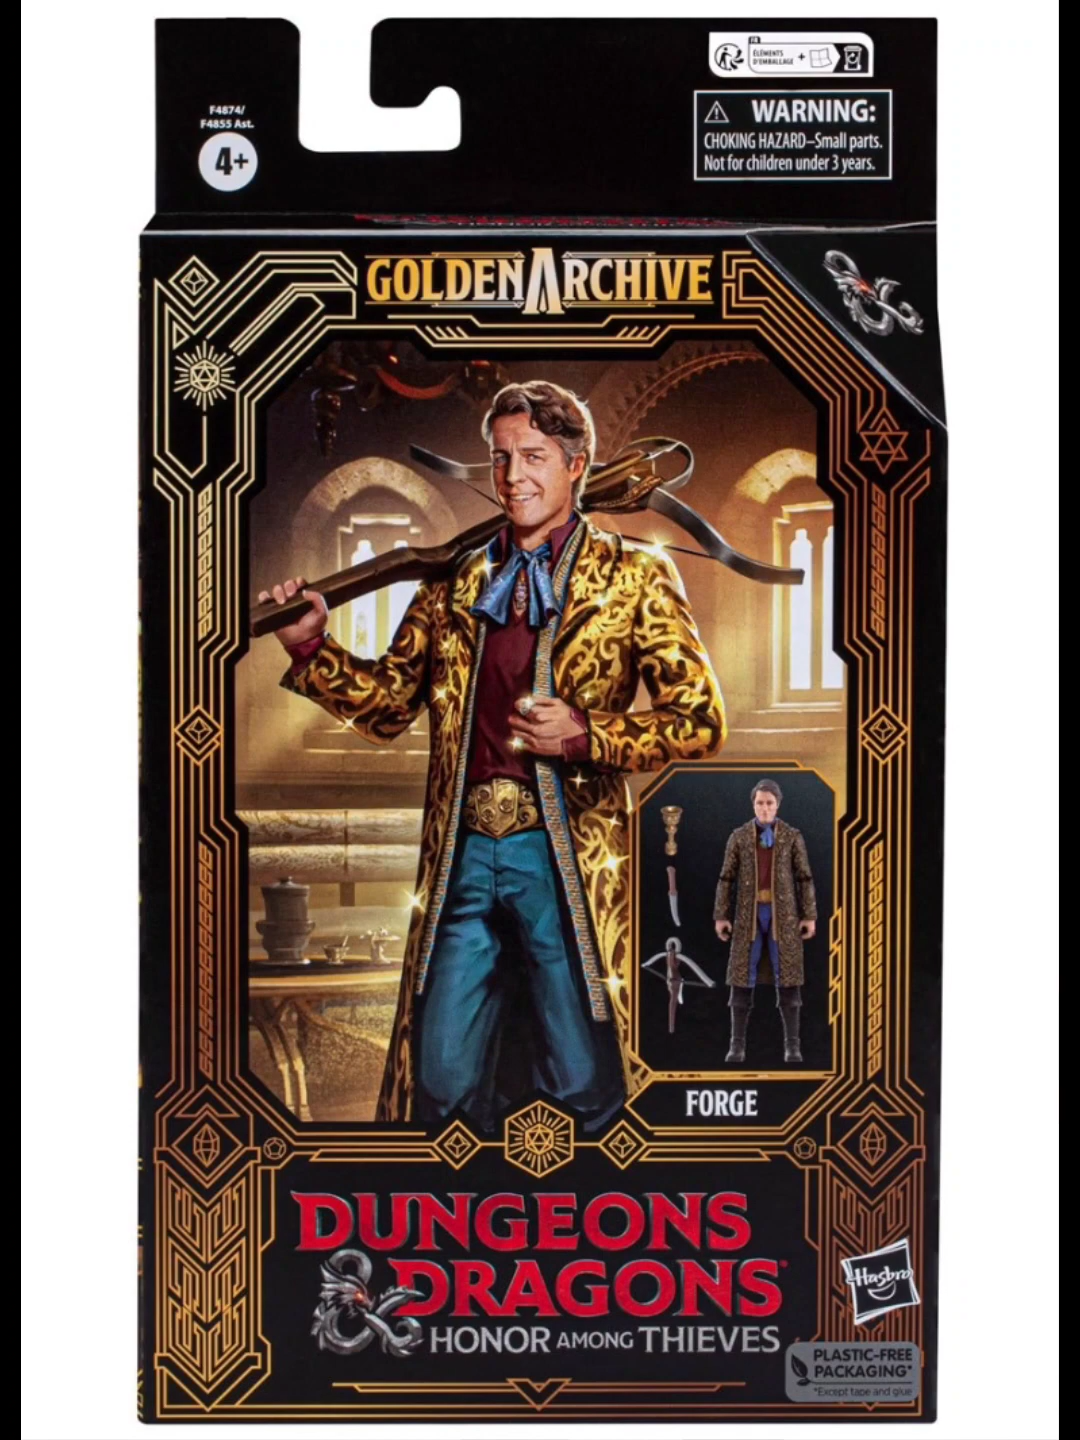 FR
ÉLÉMENTS
D'EMBALLAGE
+
F4874/
F4855 Ast.
4+
WARNING:
CHOKING HAZARD–Small parts.
Not for children under 3 years.
GOLDEN ARCHIVE
FORGE
DUNGEONS
& DRAGONS
HONOR AMONG THIEVES
Hasbro
PLASTIC-FREE
PACKAGING*
*Except tape and glue